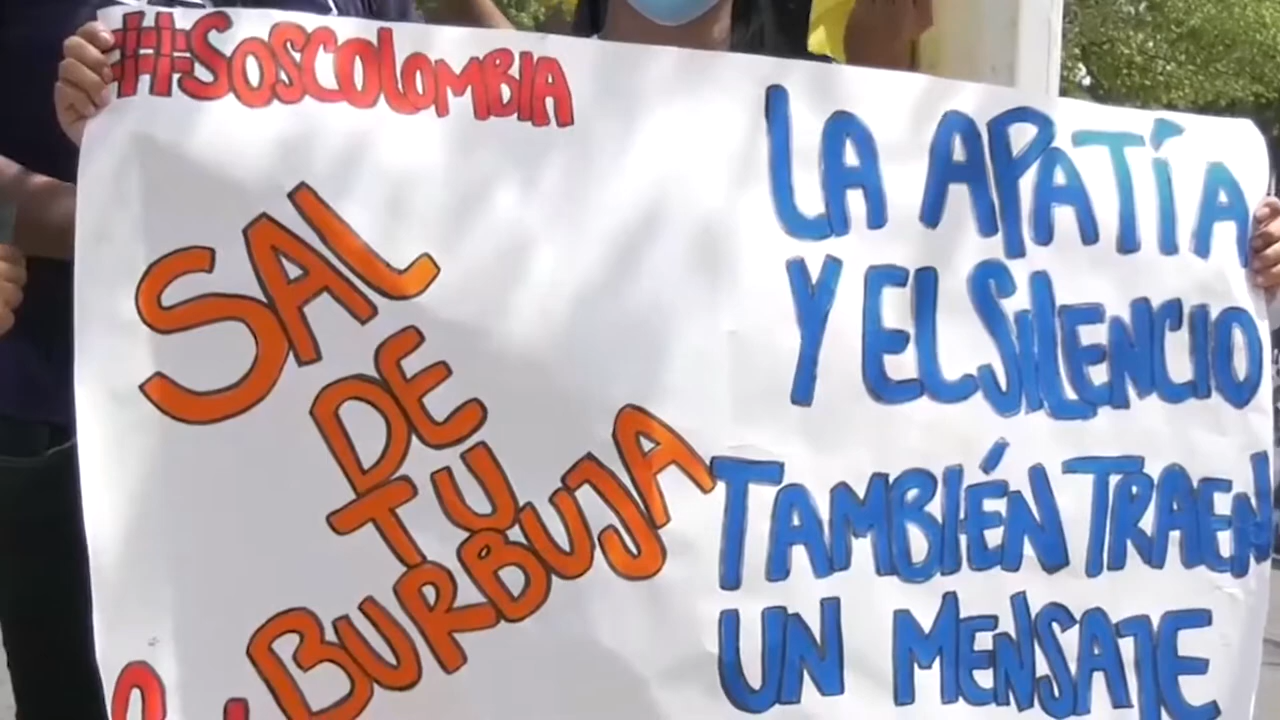 #SOSCOLOMBIA
SAL
DE
TU
BURBUJA
LA APATÍA
Y EL SILENCIO
TAMBIÉN TRAEN
UN MENSAJE